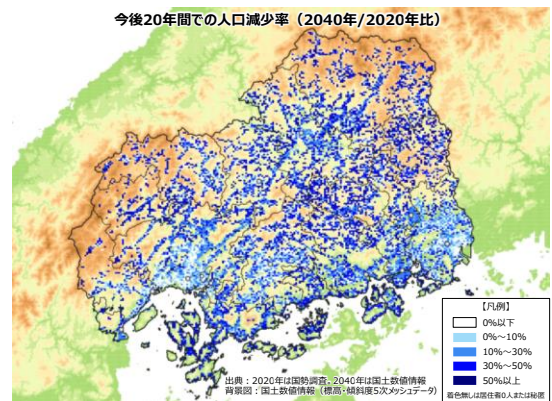 今後20年間での人口減少率（2040年/2020年比）
【凡例】
0%以下
0%～10%
10%～30%
30%～50%
50%以上
着色無しは居住者0人または秘匿
出典：2020年は国勢調査、2040年は国土数値情報
背景図：国土数値情報（標高・傾斜度5次メッシュデータ）